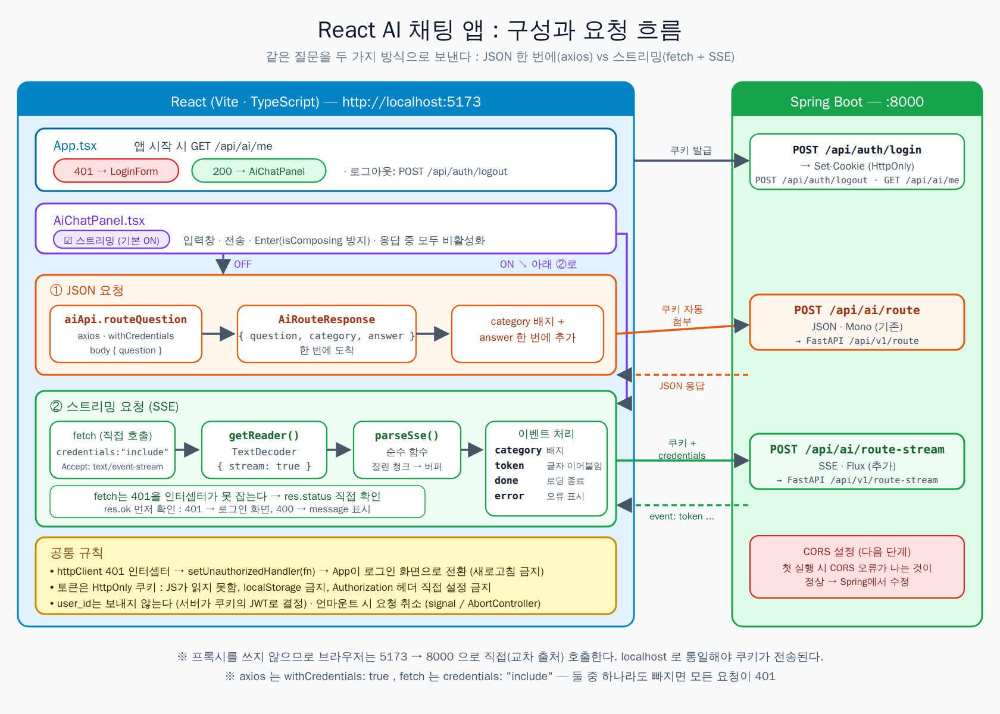 React AI 채팅 앱 : 구성과 요청 흐름
같은 질문을 두 가지 방식으로 보낸다 : JSON 한 번에(axios) vs 스트리밍(fetch + SSE)
React (Vite · TypeScript) — http://localhost:5173
App.tsx 앱 시작 시 GET /api/ai/me
401 → LoginForm
200 → AiChatPanel
· 로그아웃: POST /api/auth/logout
AiChatPanel.tsx
☑ 스트리밍 (기본 ON)
입력창 · 전송 · Enter(isComposing 방지) · 응답 중 모두 비활성화
OFF
ON ↘ 아래 ②로
① JSON 요청
aiApi.routeQuestion
axios · withCredentials
body { question }
AiRouteResponse
{ question, category, answer }
한 번에 도착
category 배지 +
answer 한 번에 추가
② 스트리밍 요청 (SSE)
fetch (직접 호출)
credentials:"include"
Accept: text/event-stream
getReader()
TextDecoder
{ stream: true }
parseSse()
순수 함수
잘린 청크 → 버퍼
이벤트 처리
category 배지
token 글자 이어붙임
done 로딩 종료
error 오류 표시
fetch는 401을 인터셉터가 못 잡는다 → res.status 직접 확인
res.ok 먼저 확인 : 401 → 로그인 화면, 400 → message 표시
공통 규칙
• httpClient 401 인터셉터 → setUnauthorizedHandler(fn) → App이 로그인 화면으로 전환 (새로고침 금지)
• 토큰은 HttpOnly 쿠키 : JS가 읽지 못함, localStorage 금지, Authorization 헤더 직접 설정 금지
• user_id는 보내지 않는다 (서버가 쿠키의 JWT로 결정) · 언마운트 시 요청 취소 (signal / AbortController)
쿠키 발급
쿠키 자동
첨부
JSON 응답
쿠키 +
credentials
event: token ...
Spring Boot — :8000
POST /api/auth/login
→ Set-Cookie (HttpOnly)
POST /api/auth/logout · GET /api/ai/me
POST /api/ai/route
JSON · Mono (기존)
→ FastAPI /api/v1/route
POST /api/ai/route-stream
SSE · Flux (추가)
→ FastAPI /api/v1/route-stream
CORS 설정 (다음 단계)
첫 실행 시 CORS 오류가 나는 것이
정상 → Spring에서 수정
※ 프록시를 쓰지 않으므로 브라우저는 5173 → 8000 으로 직접(교차 출처) 호출한다. localhost 로 통일해야 쿠키가 전송된다.
※ axios 는 withCredentials: true , fetch 는 credentials: "include" — 둘 중 하나라도 빠지면 모든 요청이 401